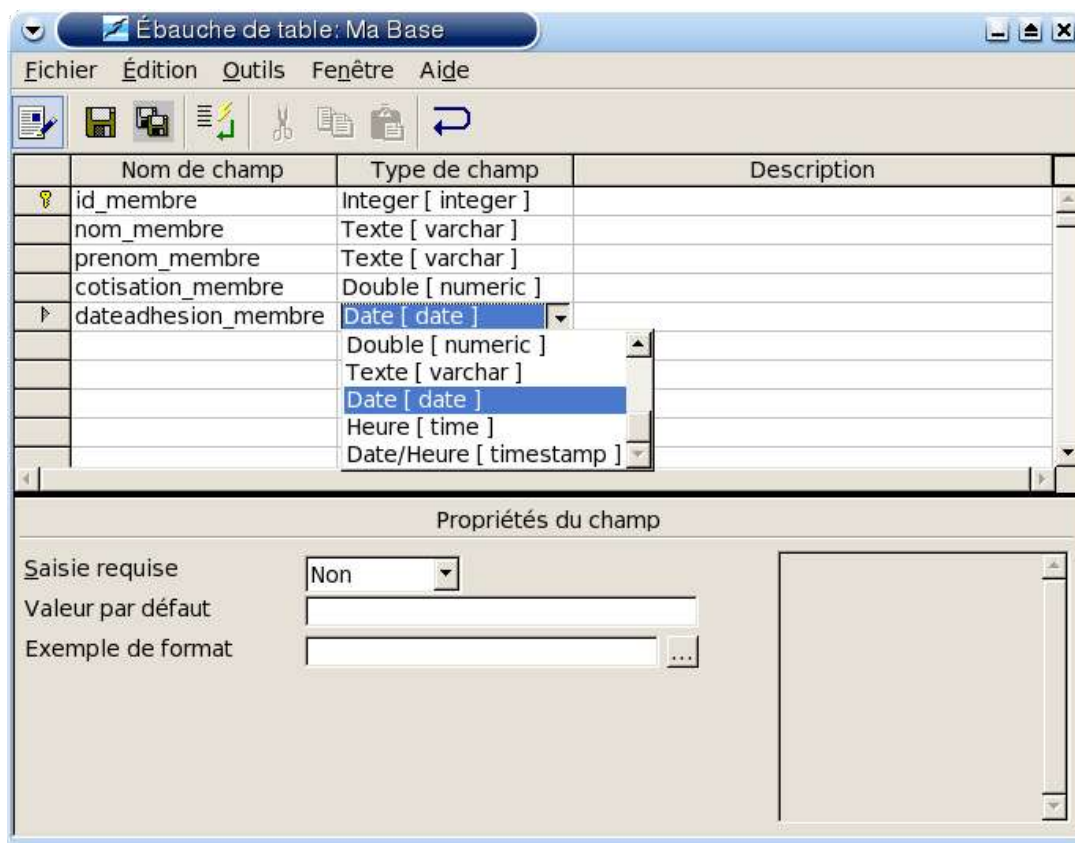 Ébauche de table: Ma Base
Fichier Édition Outils Fenêtre Aide
Nom de champ Type de champ Description
id_membre Integer [ integer ]
nom_membre Texte [ varchar ]
prenom_membre Texte [ varchar ]
cotisation_membre Double [ numeric ]
dateadhesion_membre Date [ date ]
Double [ numeric ]
Texte [ varchar ]
Date [ date ]
Heure [ time ]
Date/Heure [ timestamp ]
Propriétés du champ
Saisie requise Non
Valeur par défaut
Exemple de format ...